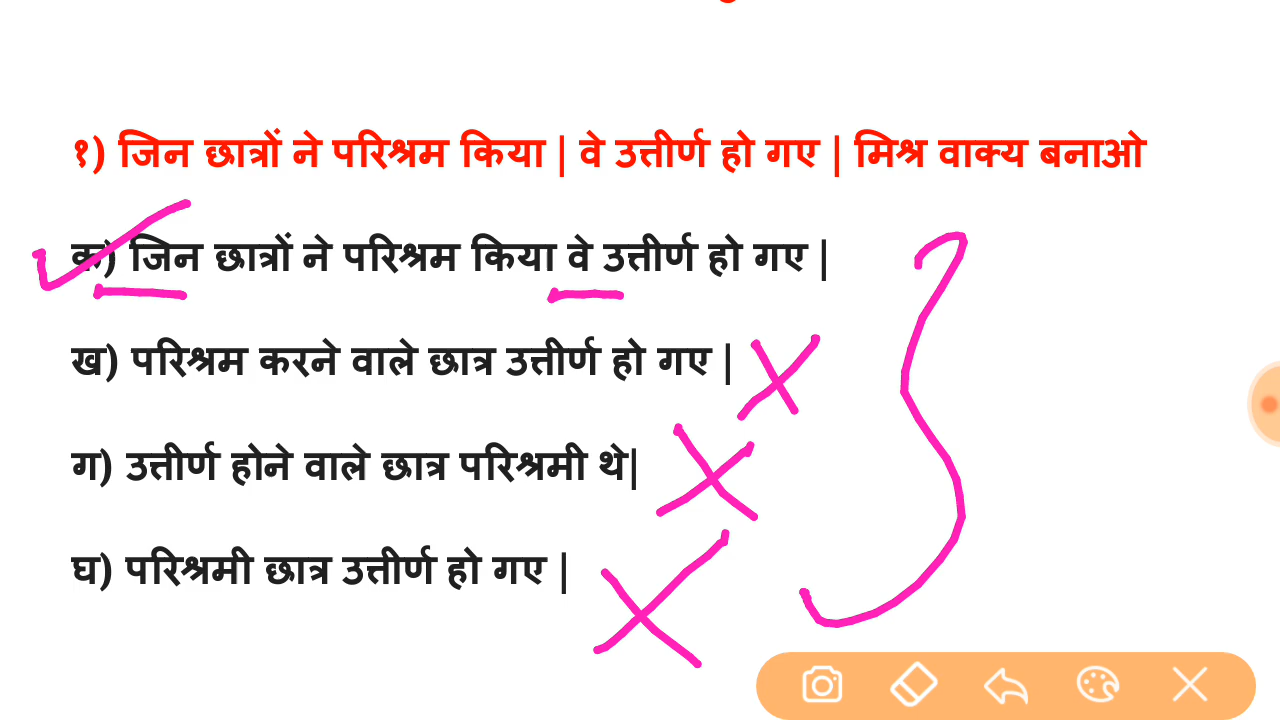 १) जिन छात्रों ने परिश्रम किया | वे उत्तीर्ण हो गए | मिश्र वाक्य बनाओ
क) जिन छात्रों ने परिश्रम किया वे उत्तीर्ण हो गए |
ख) परिश्रम करने वाले छात्र उत्तीर्ण हो गए |
ग) उत्तीर्ण होने वाले छात्र परिश्रमी थे|
घ) परिश्रमी छात्र उत्तीर्ण हो गए |